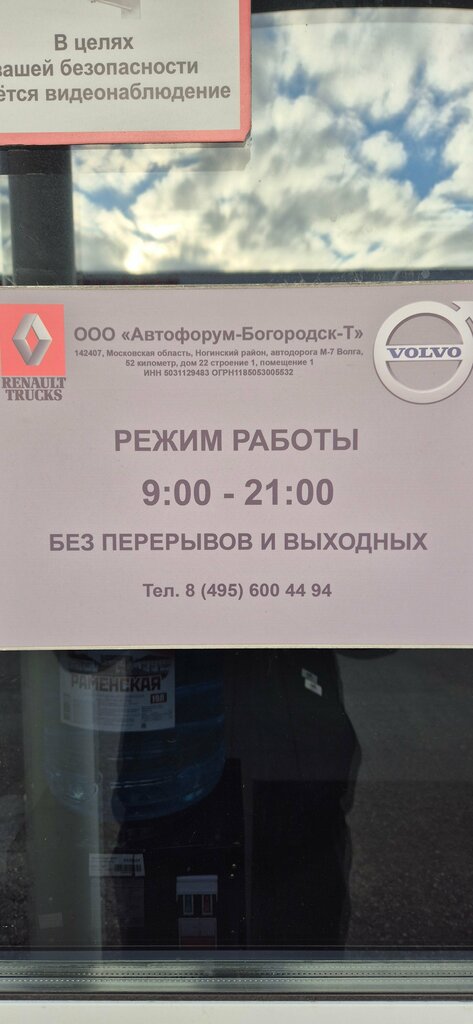 В целях
вашей безопасности
ётся видеонаблюдение
ООО «Автофорум-Богородск-Т»
142407, Московская область, Ногинский район, автодорога М-7 Волга,
52 километр, дом 22 строение 1, помещение 1
ИНН 5031129483 ОГРН1185053005532
RENAULT
TRUCKS
VOLVO
РЕЖИМ РАБОТЫ
9:00 - 21:00
БЕЗ ПЕРЕРЫВОВ И ВЫХОДНЫХ
Тел. 8 (495) 600 44 94
РАМЕНСКАЯ
19л